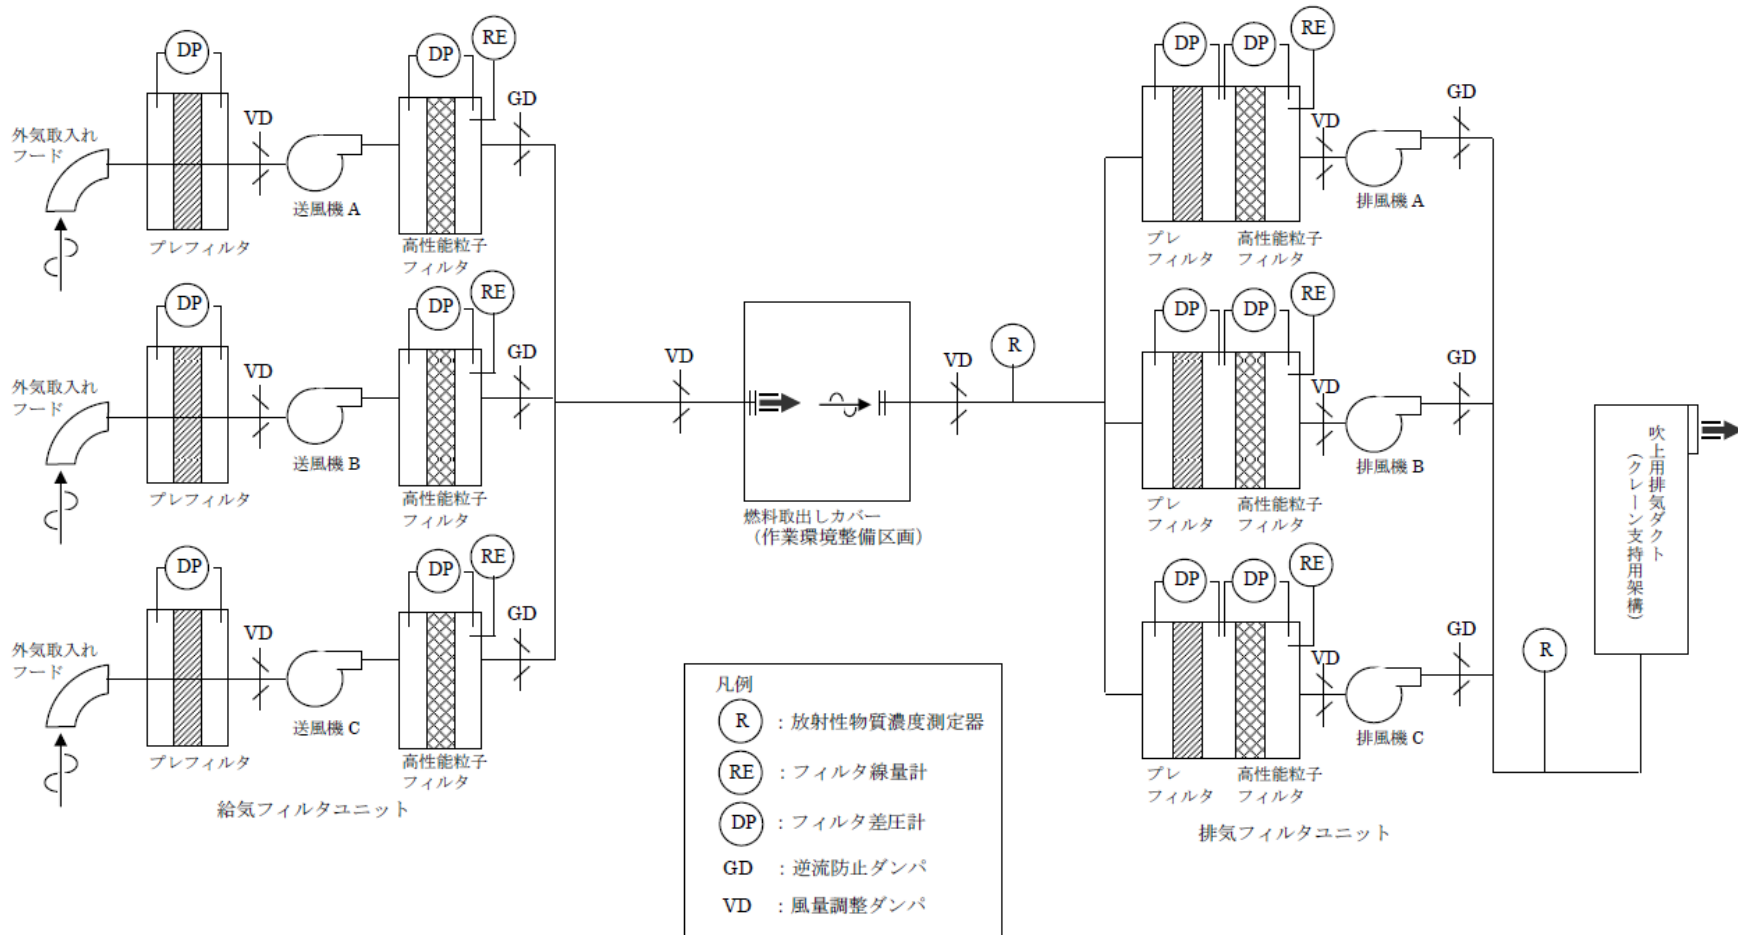 DP
DP
RE
VD
GD
外気取入れ
フード
送風機 A
プレフィルタ
高性能粒子
フィルタ
DP
DP
RE
VD
GD
外気取入れ
フード
送風機 B
プレフィルタ
高性能粒子
フィルタ
DP
DP
RE
VD
GD
外気取入れ
フード
送風機 C
プレフィルタ
高性能粒子
フィルタ
給気フィルタユニット
VD
燃料取出しカバー
(作業環境整備区画)
VD
R
DP
DP
RE
VD
GD
排風機 A
プレ
フィルタ
高性能粒子
フィルタ
DP
DP
RE
VD
GD
排風機 B
プレ
フィルタ
高性能粒子
フィルタ
DP
DP
RE
VD
GD
排風機 C
プレ
フィルタ
高性能粒子
フィルタ
排気フィルタユニット
R
吹上用排気ダクト
(クレーン支持用架構)
凡例
R :放射性物質濃度測定器
RE :フィルタ線量計
DP :フィルタ差圧計
GD :逆流防止ダンパ
VD :風量調整ダンパ